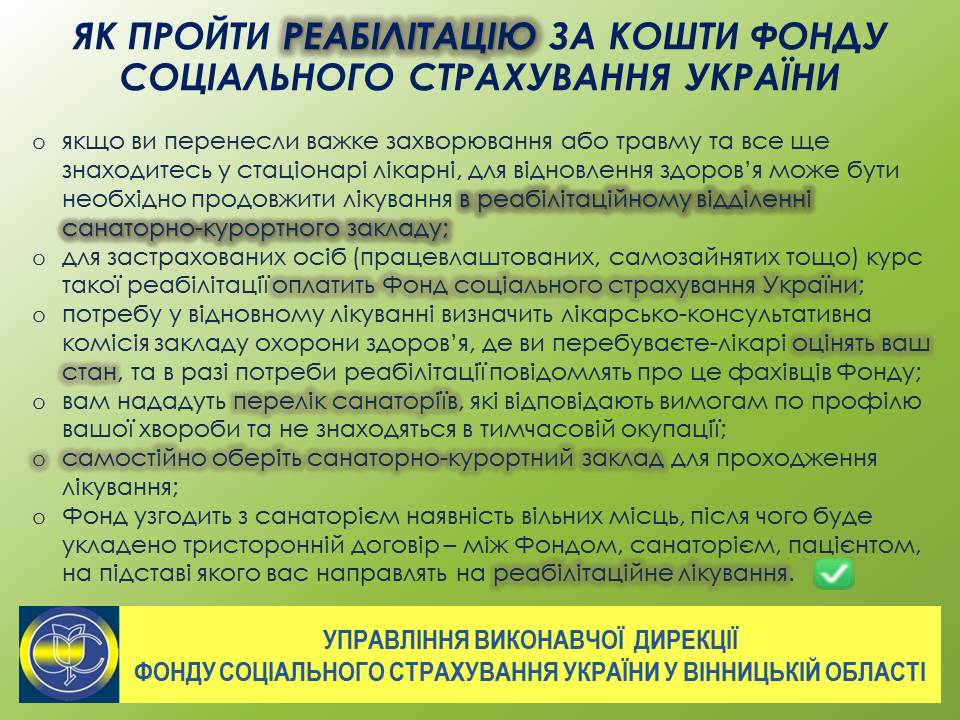 ЯК ПРОЙТИ РЕАБІЛІТАЦІЮ ЗА КОШТИ ФОНДУ
СОЦІАЛЬНОГО СТРАХУВАННЯ УКРАЇНИ
o якщо ви перенесли важке захворювання або травму та все ще
знаходитесь у стаціонарі лікарні, для відновлення здоров’я може бути
необхідно продовжити лікування в реабілітаційному відділенні
санаторно-курортного закладу;
o для застрахованих осіб (працевлаштованих, самозайнятих тощо) курс
такої реабілітації оплатить Фонд соціального страхування України;
o потребу у відновному лікуванні визначить лікарсько-консультативна
комісія закладу охорони здоров’я, де ви перебуваєте-лікарі оцінять ваш
стан, та в разі потреби реабілітації повідомлять про це фахівців Фонду;
o вам нададуть перелік санаторіїв, які відповідають вимогам по профілю
вашої хвороби та не знаходяться в тимчасовій окупації;
o самостійно оберіть санаторно-курортний заклад для проходження
лікування;
o Фонд узгодить з санаторієм наявність вільних місць, після чого буде
укладено тристоронній договір – між Фондом, санаторієм, пацієнтом,
на підставі якого вас направлять на реабілітаційне лікування.
УПРАВЛІННЯ ВИКОНАВЧОЇ ДИРЕКЦІЇ
ФОНДУ СОЦІАЛЬНОГО СТРАХУВАННЯ УКРАЇНИ У ВІННИЦЬКІЙ ОБЛАСТІ